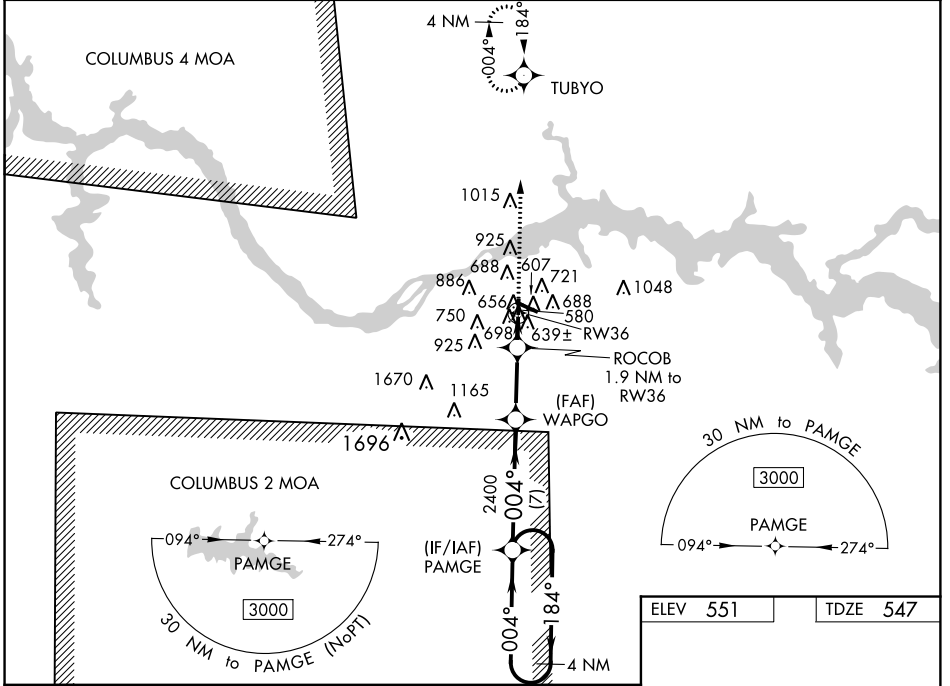 4 NM
184°
004°
COLUMBUS 4 MOA
TUBYO
1015
925
688
607
721
886
1048
656
688
580
750
698
639±
RW36
925
ROCOB
1.9 NM to
RW36
1670
1165
(FAF)
WAPGO
1696
30 NM to PAMGE
3000
PAMGE
094°
274°
COLUMBUS 2 MOA
2400
004°
(7)
(IF/IAF)
PAMGE
094°
274°
PAMGE
3000
30 NM to PAMGE (NoPT)
004°
184°
4 NM
ELEV 551
TDZE 547